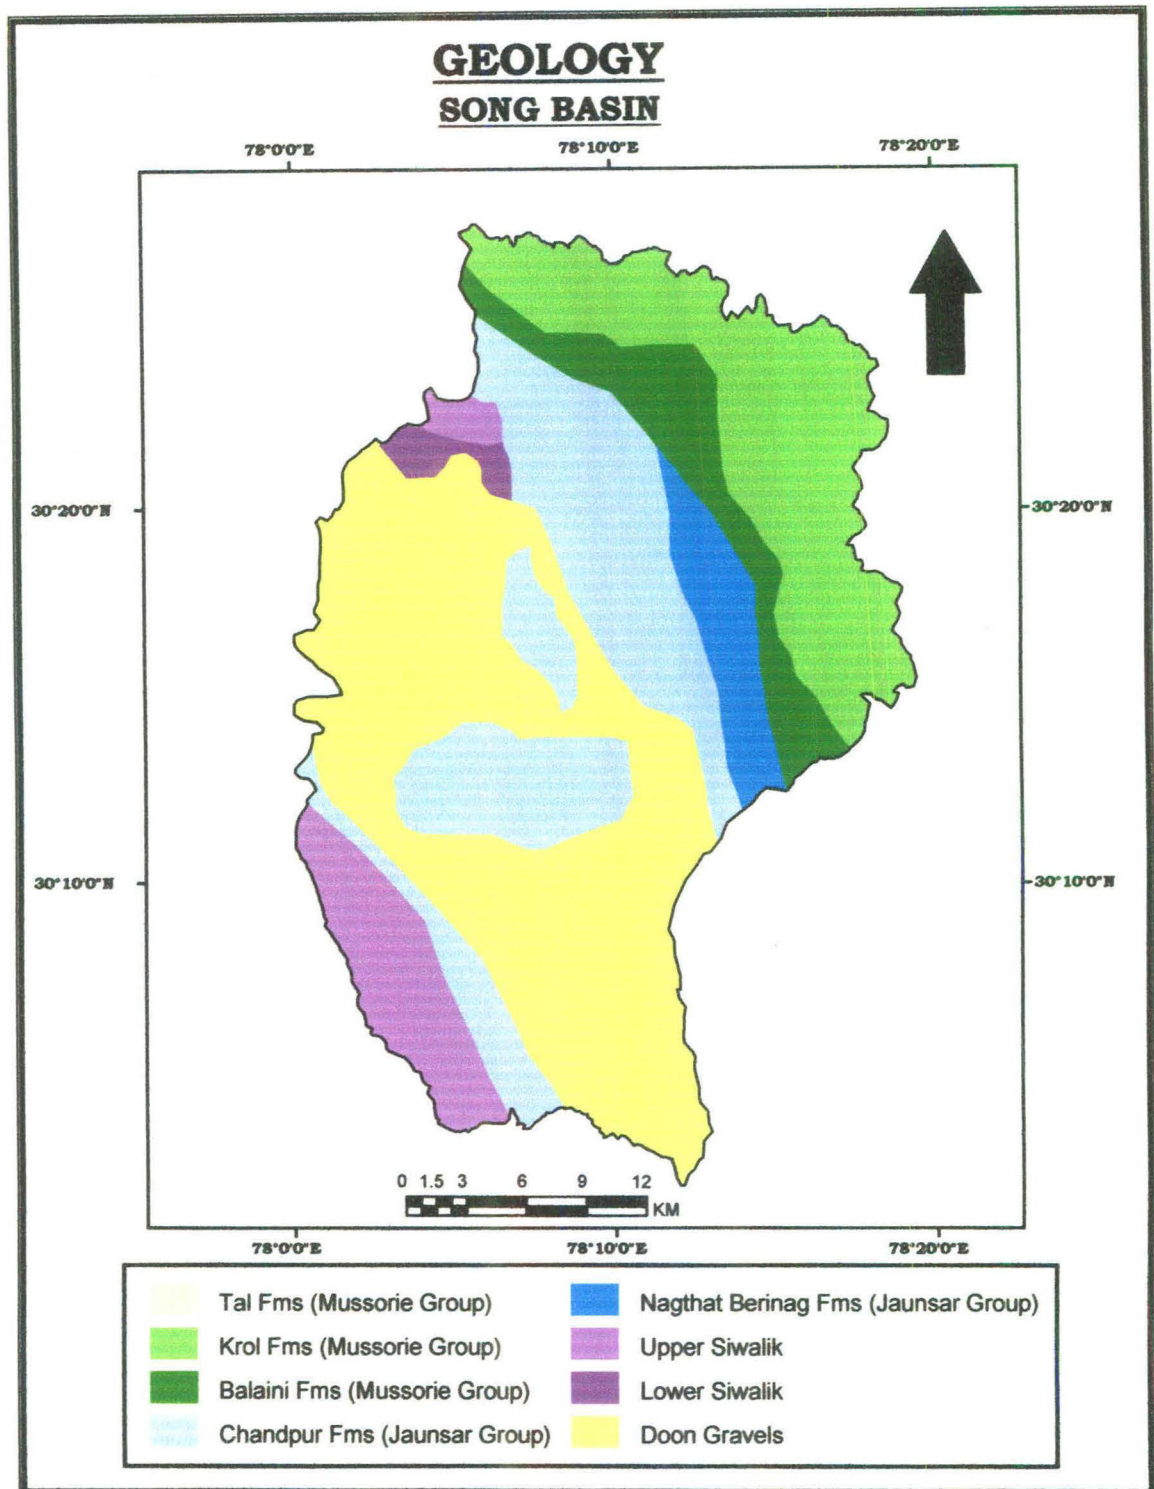 GEOLOGY
SONG BASIN
78°0'0"E 78°10'0"E 78°20'0"E
30°20'0"N 30°20'0"N
30°10'0"N 30°10'0"N
0 1.5 3 6 9 12
KM
78°0'0"E 78°10'0"E 78°20'0"E
Tal Fms (Mussorie Group) Nagthat Berinag Fms (Jaunsar Group)
Krol Fms (Mussorie Group) Upper Siwalik
Balaini Fms (Mussorie Group) Lower Siwalik
Chandpur Fms (Jaunsar Group) Doon Gravels